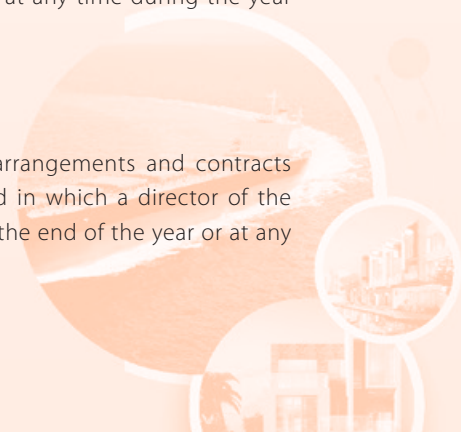 at any time during the year
arrangements and contracts
in which a director of the
the end of the year or at any